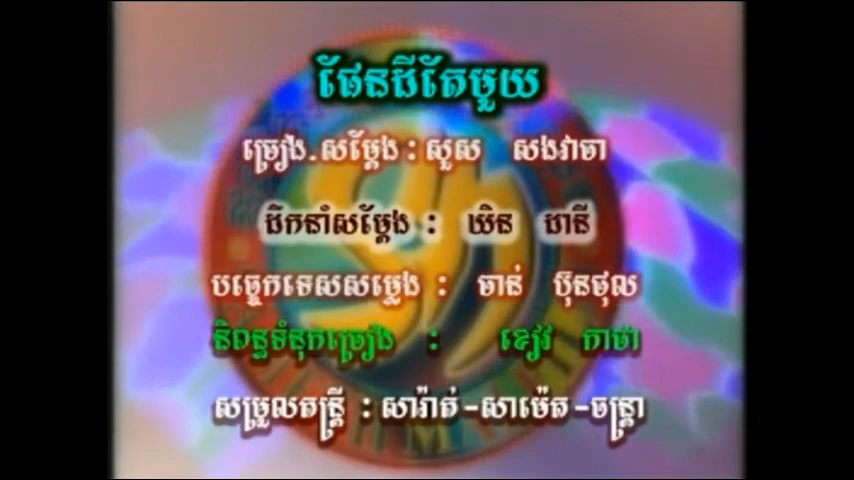 ផែនដីតែមួយ
ច្រៀង.សម្ដែង : សួស សងវាចា
ដឹកនាំសម្ដែង : ឃិន ដានី
បច្ចេកទេសសម្លេង : ចាន់ ប៊ុនផុល
និពន្ធទំនុកច្រៀង : ខៀវ កាថា
សម្រួលតន្ត្រី : សារ៉ាត់-សាម៉េត-ចន្ត្រា